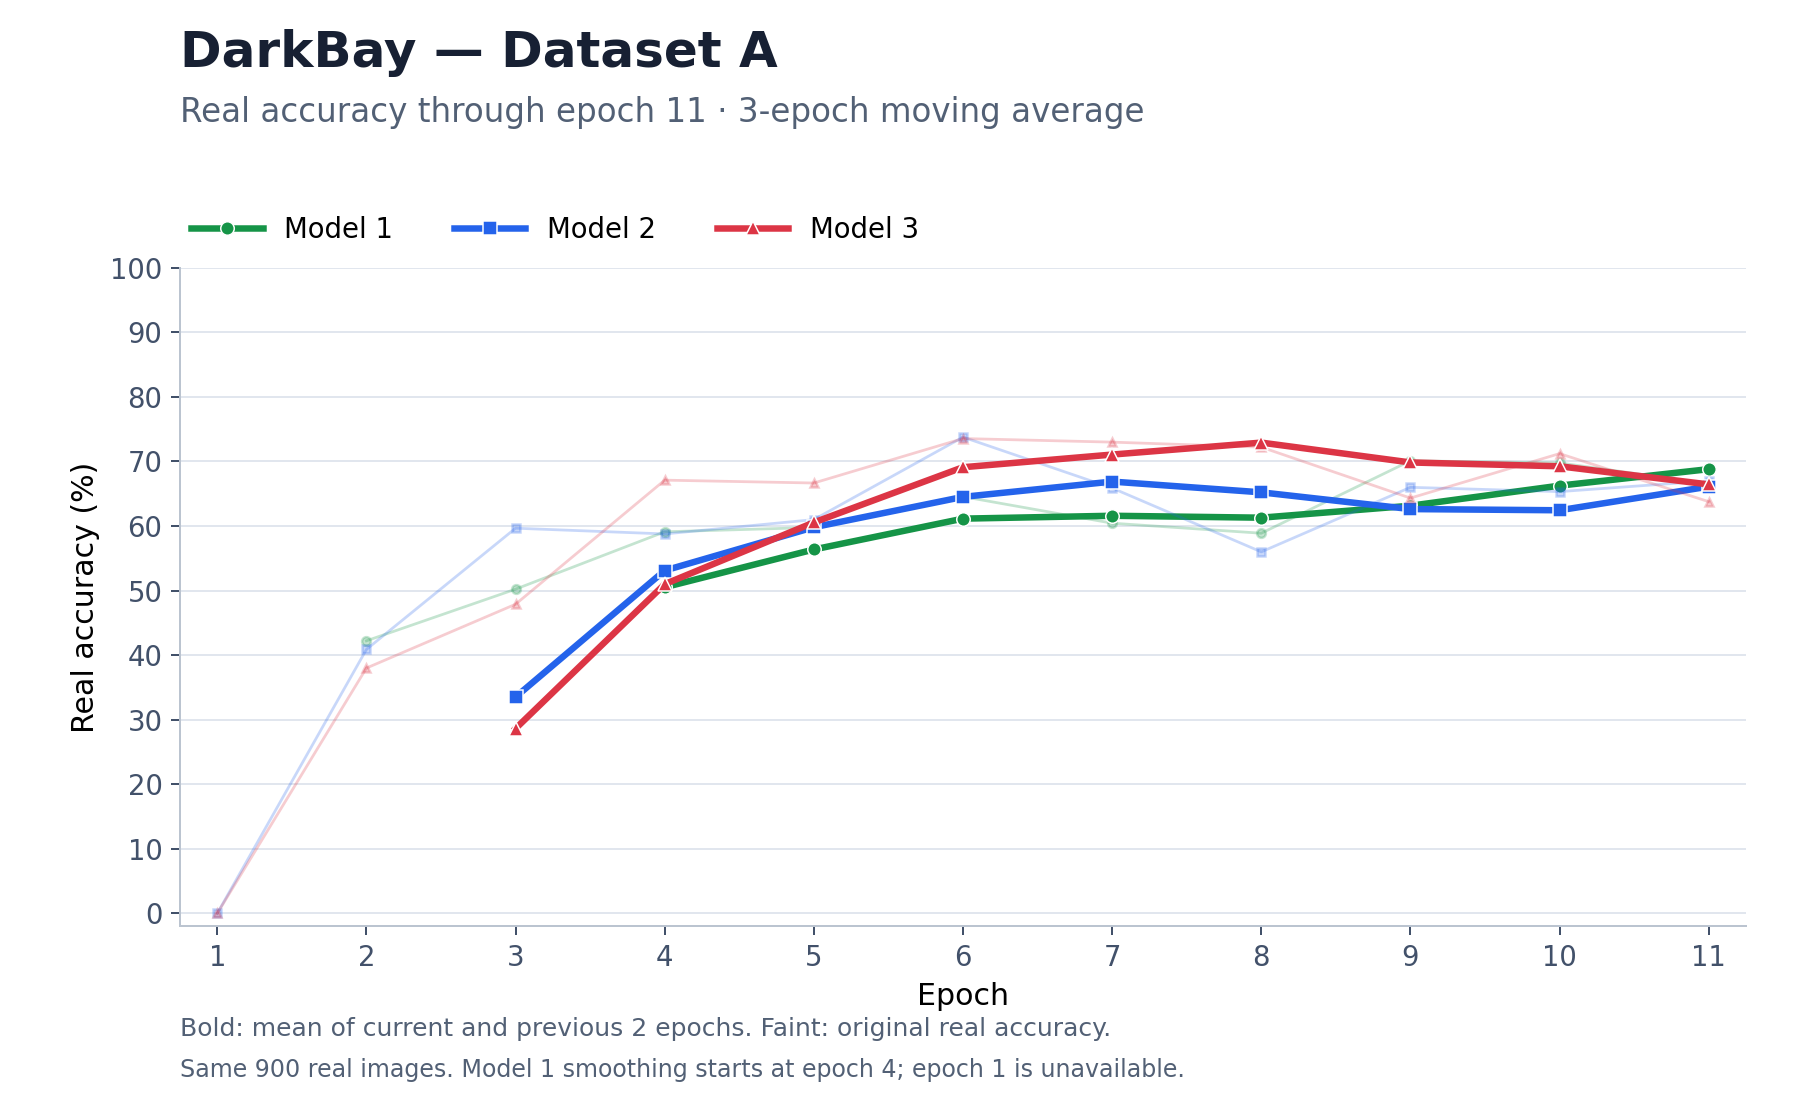 DarkBay — Dataset A
Real accuracy through epoch 11 · 3-epoch moving average
Model 1 Model 2 Model 3
100
90
80
70
60
50
40
30
20
10
0
Real accuracy (%)
1 2 3 4 5 6 7 8 9 10 11
Epoch
Bold: mean of current and previous 2 epochs. Faint: original real accuracy.
Same 900 real images. Model 1 smoothing starts at epoch 4; epoch 1 is unavailable.